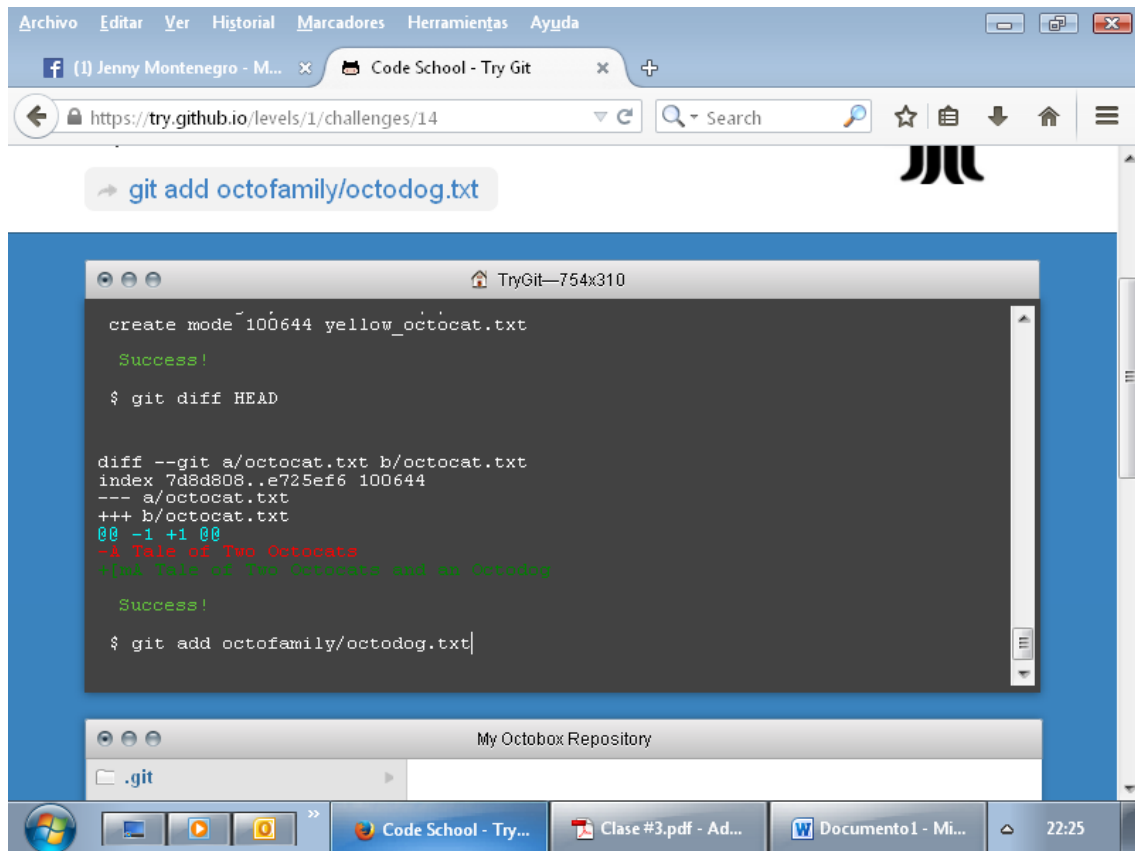 Archivo Editar Ver Historial Marcadores Herramientas Ayuda
(1) Jenny Montenegro - M...
Code School - Try Git
https://try.github.io/levels/1/challenges/14
Search
git add octofamily/octodog.txt
TryGit—754x310
create mode 100644 yellow_octocat.txt
Success!
$ git diff HEAD
diff --git a/octocat.txt b/octocat.txt
index 7d8d808..e725ef6 100644
--- a/octocat.txt
+++ b/octocat.txt
@@ -1 +1 @@
-A Tale of Two Octocats
+[mA Tale of Two Octocats and an Octodog
Success!
$ git add octofamily/octodog.txt
My Octobox Repository
.git
Code School - Try...
Clase #3.pdf - Ad...
Documento1 - Mi...
22:25